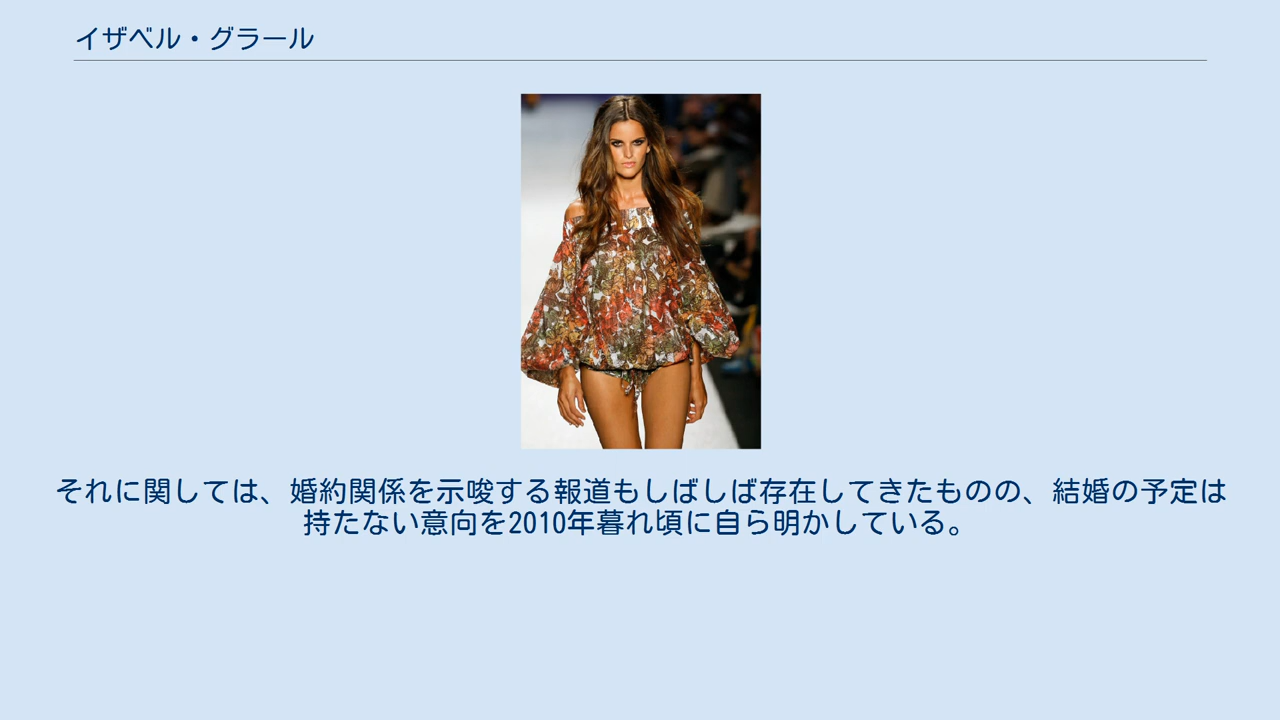 イザベル・グラール
それに関しては、婚約関係を示唆する報道もしばしば存在してきたものの、結婚の予定は
持たない意向を2010年暮れ頃に自ら明かしている。